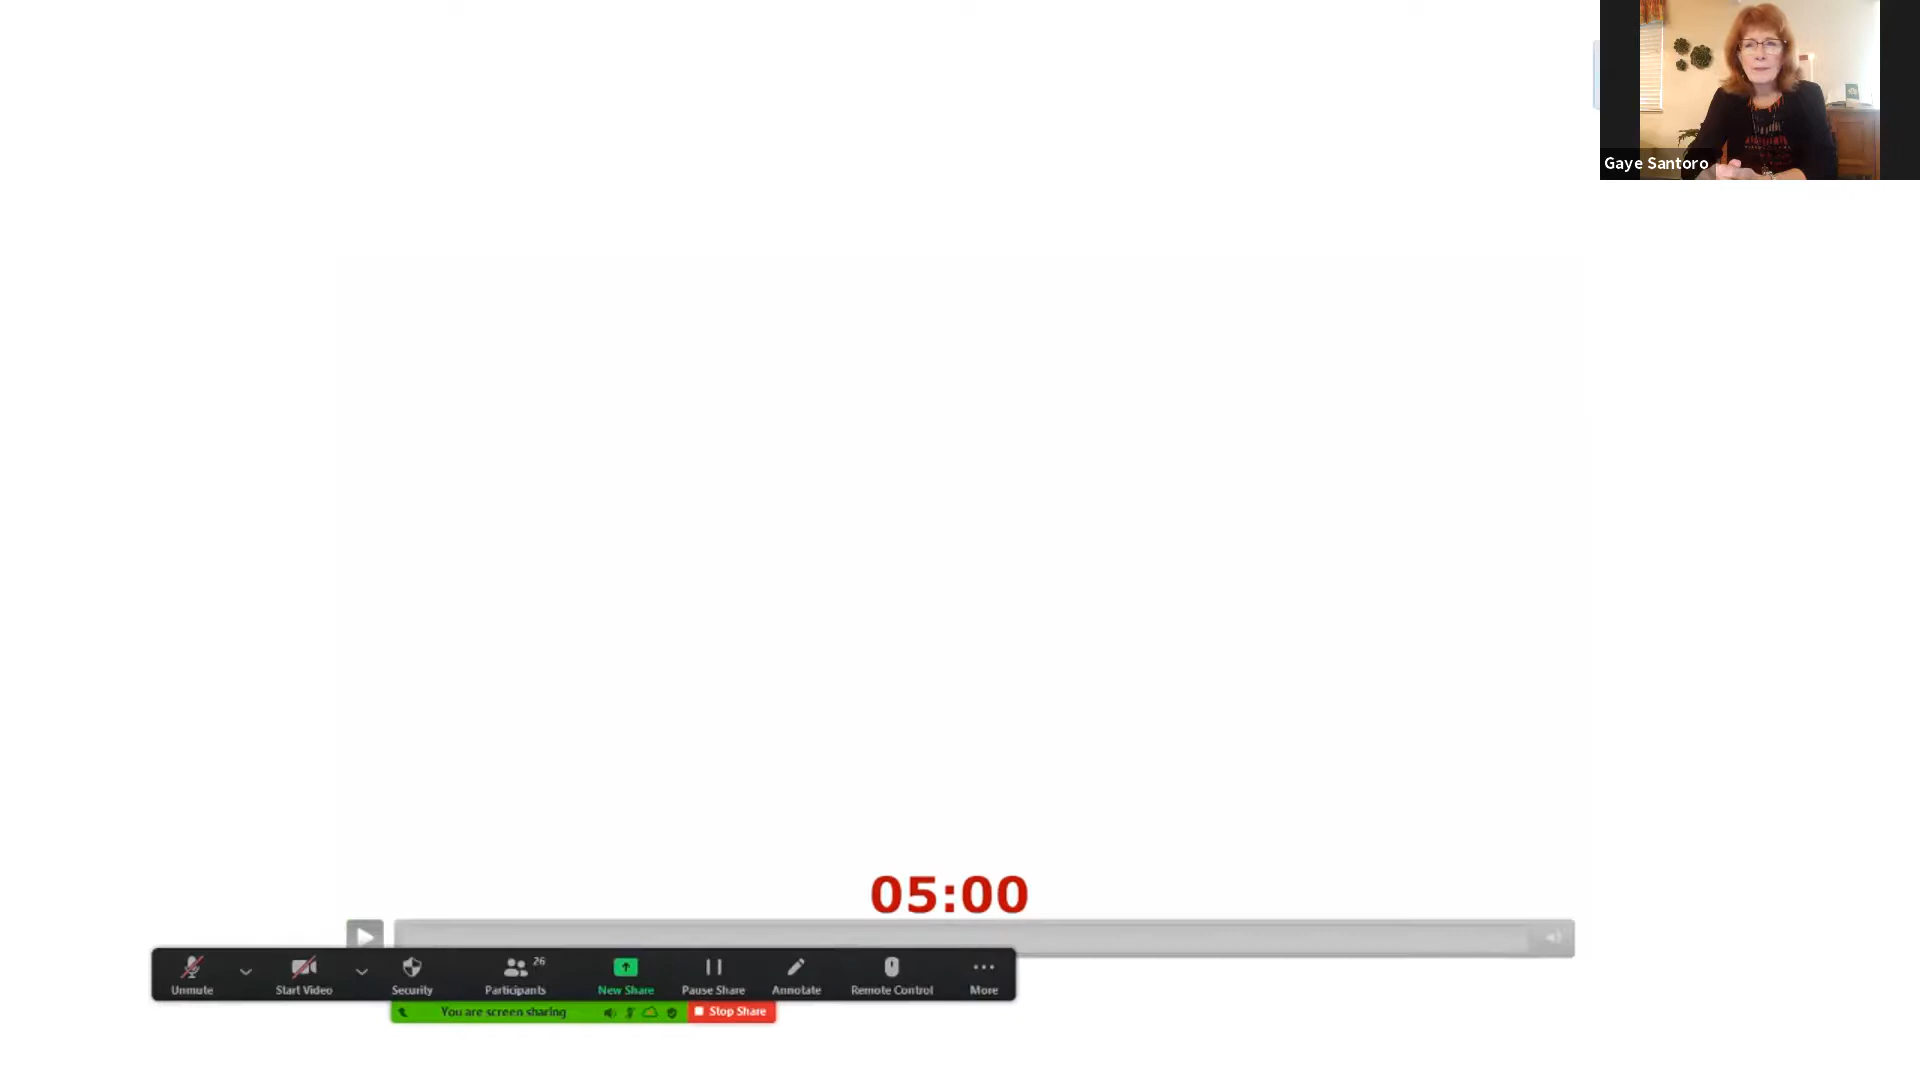 Gaye Santoro
05:00
26
Unmute Start Video Security Participants New Share Pause Share Annotate Remote Control More
You are screen sharing Stop Share